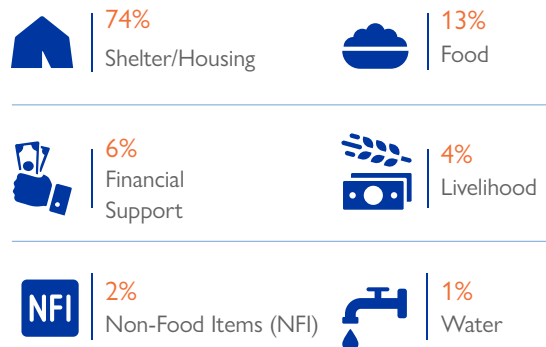 74%
Shelter/Housing
13%
Food
6%
Financial
Support
4%
Livelihood
NFI
2%
Non-Food Items (NFI)
1%
Water